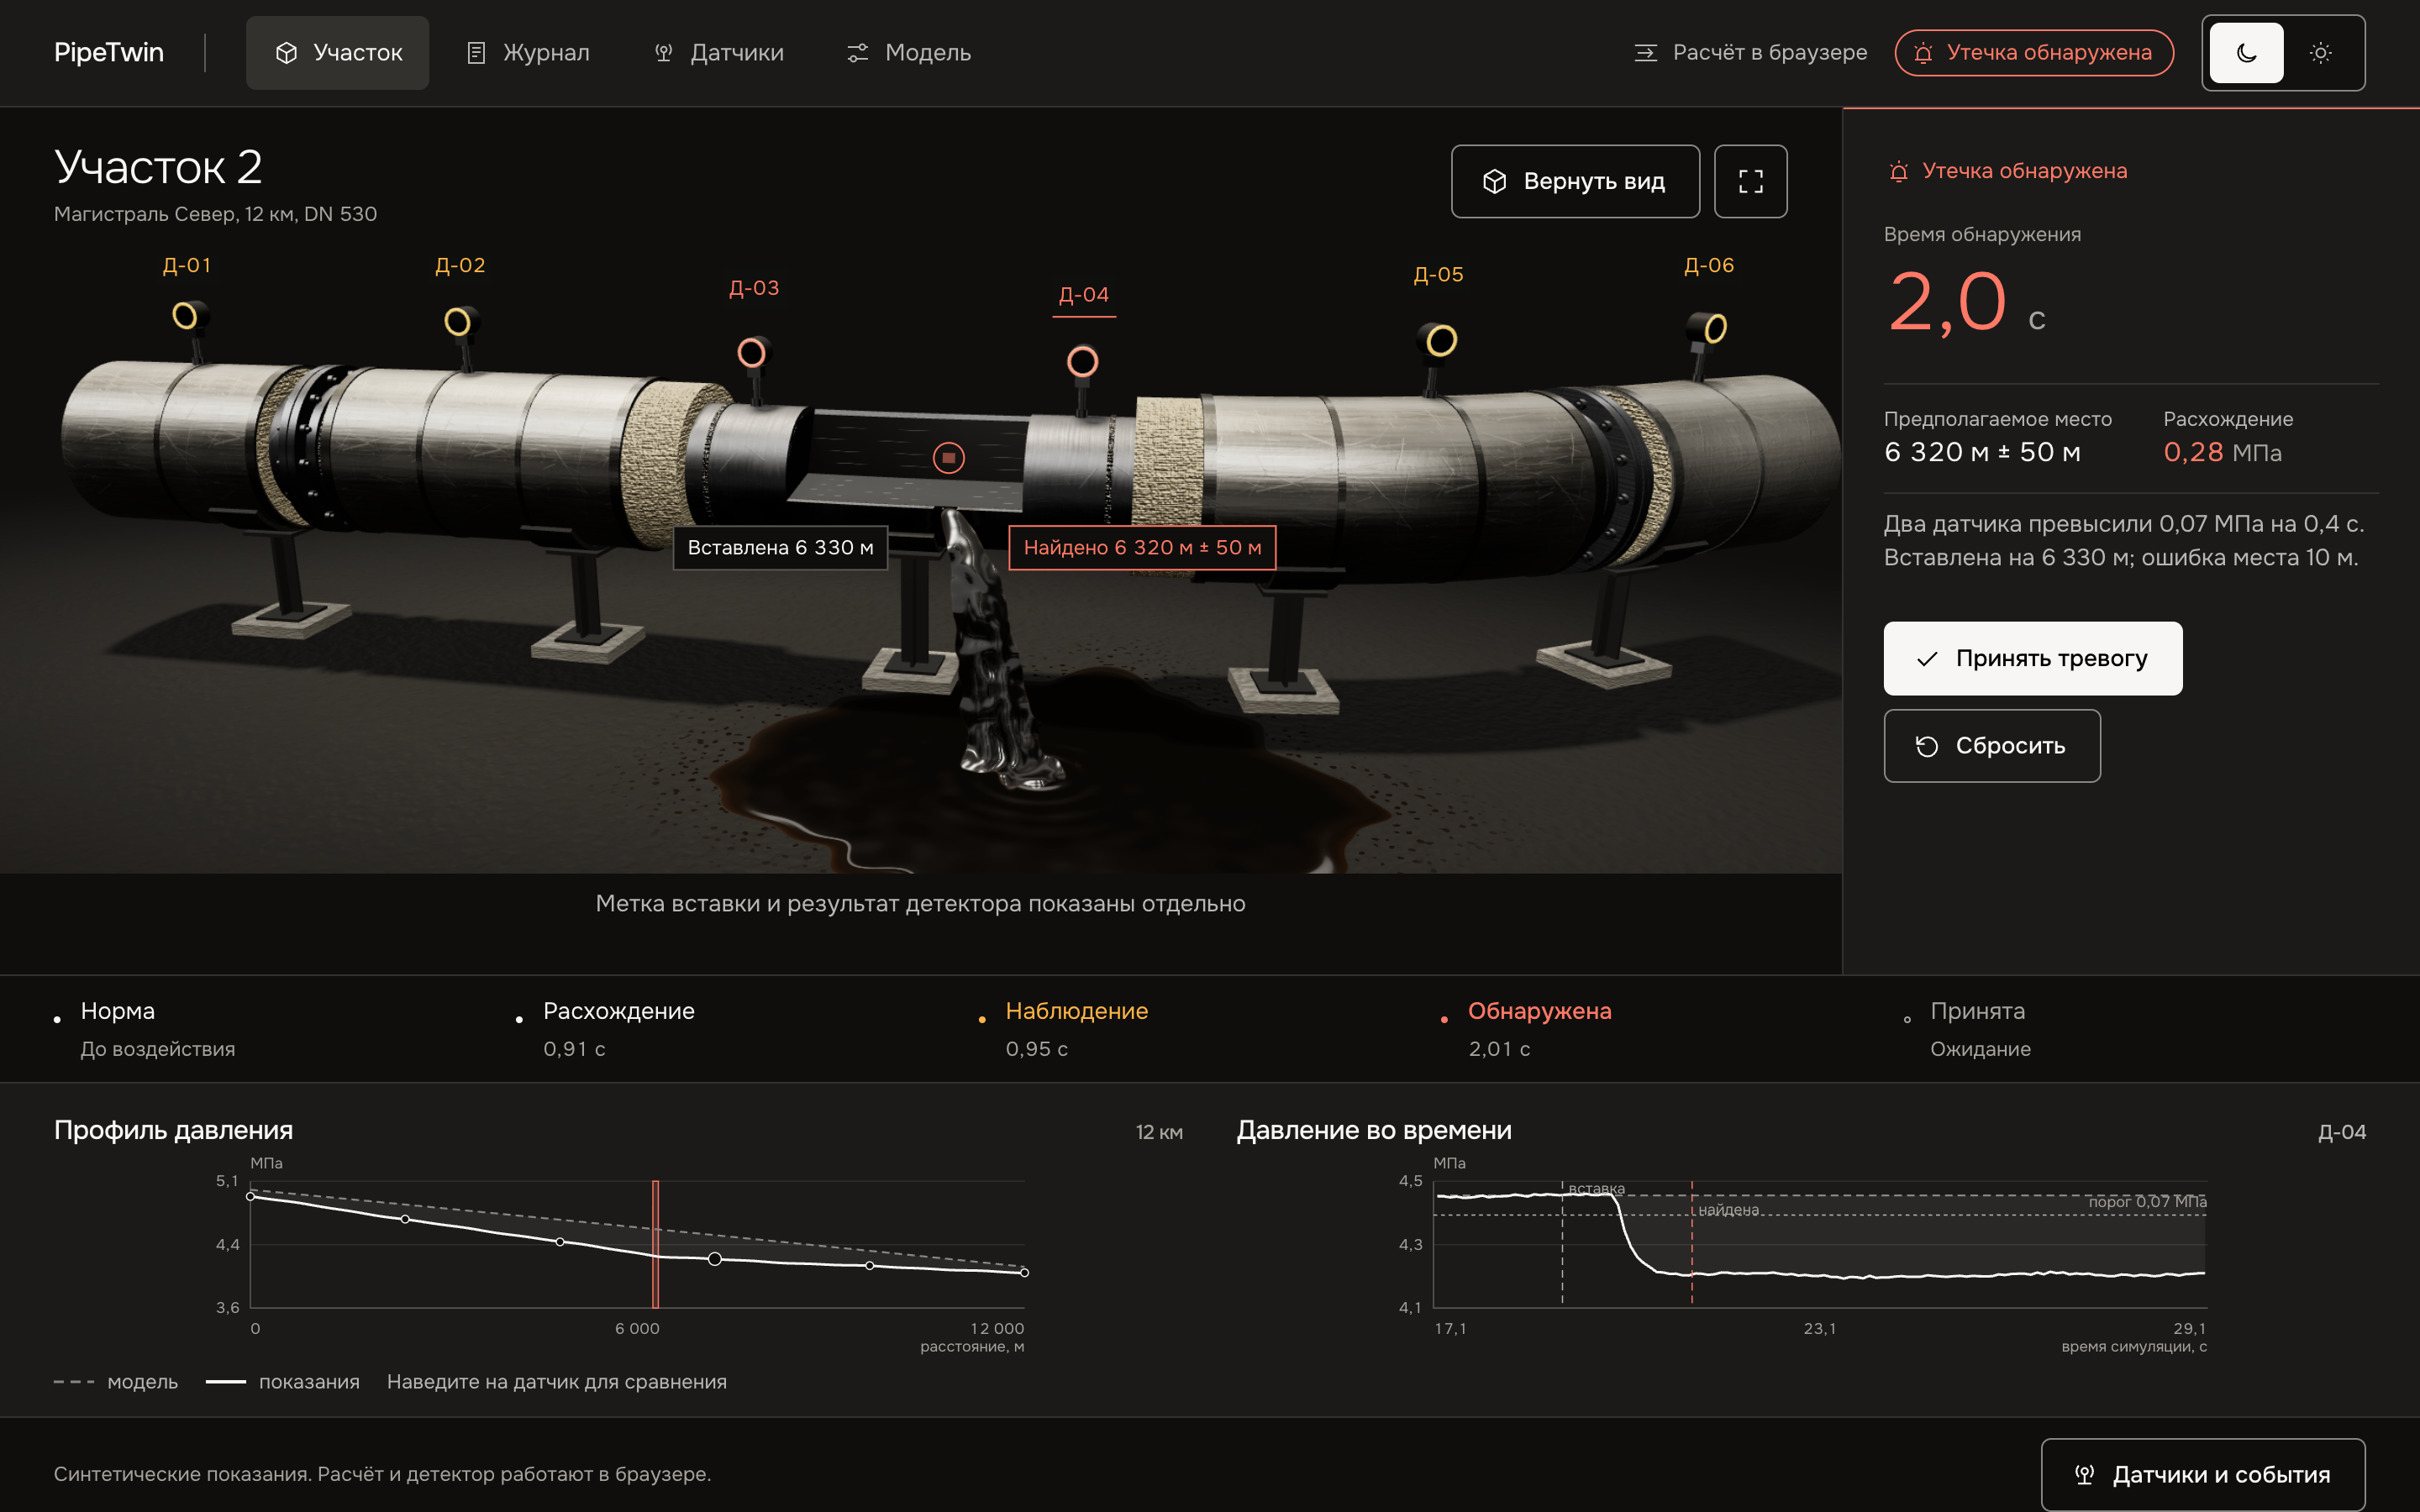 PipeTwin
Участок
Журнал
Датчики
Модель
Расчёт в браузере
Утечка обнаружена
Участок 2
Магистраль Север, 12 км, DN 530
Вернуть вид
Д-01
Д-02
Д-03
Д-04
Д-05
Д-06
Вставлена 6 330 м
Найдено 6 320 м ± 50 м
Метка вставки и результат детектора показаны отдельно
Утечка обнаружена
Время обнаружения
2,0 с
Предполагаемое место
6 320 м ± 50 м
Расхождение
0,28 МПа
Два датчика превысили 0,07 МПа на 0,4 с.
Вставлена на 6 330 м; ошибка места 10 м.
Принять тревогу
Сбросить
Норма
До воздействия
Расхождение
0,91 с
Наблюдение
0,95 с
Обнаружена
2,01 с
Принята
Ожидание
Профиль давления
12 км
МПа
5,1
4,4
3,6
0
6 000
12 000
расстояние, м
модель
показания
Наведите на датчик для сравнения
Давление во времени
Д-04
МПа
4,5
4,3
4,1
вставка
найдена
порог 0,07 МПа
17,1
23,1
29,1
время симуляции, с
Синтетические показания. Расчёт и детектор работают в браузере.
Датчики и события